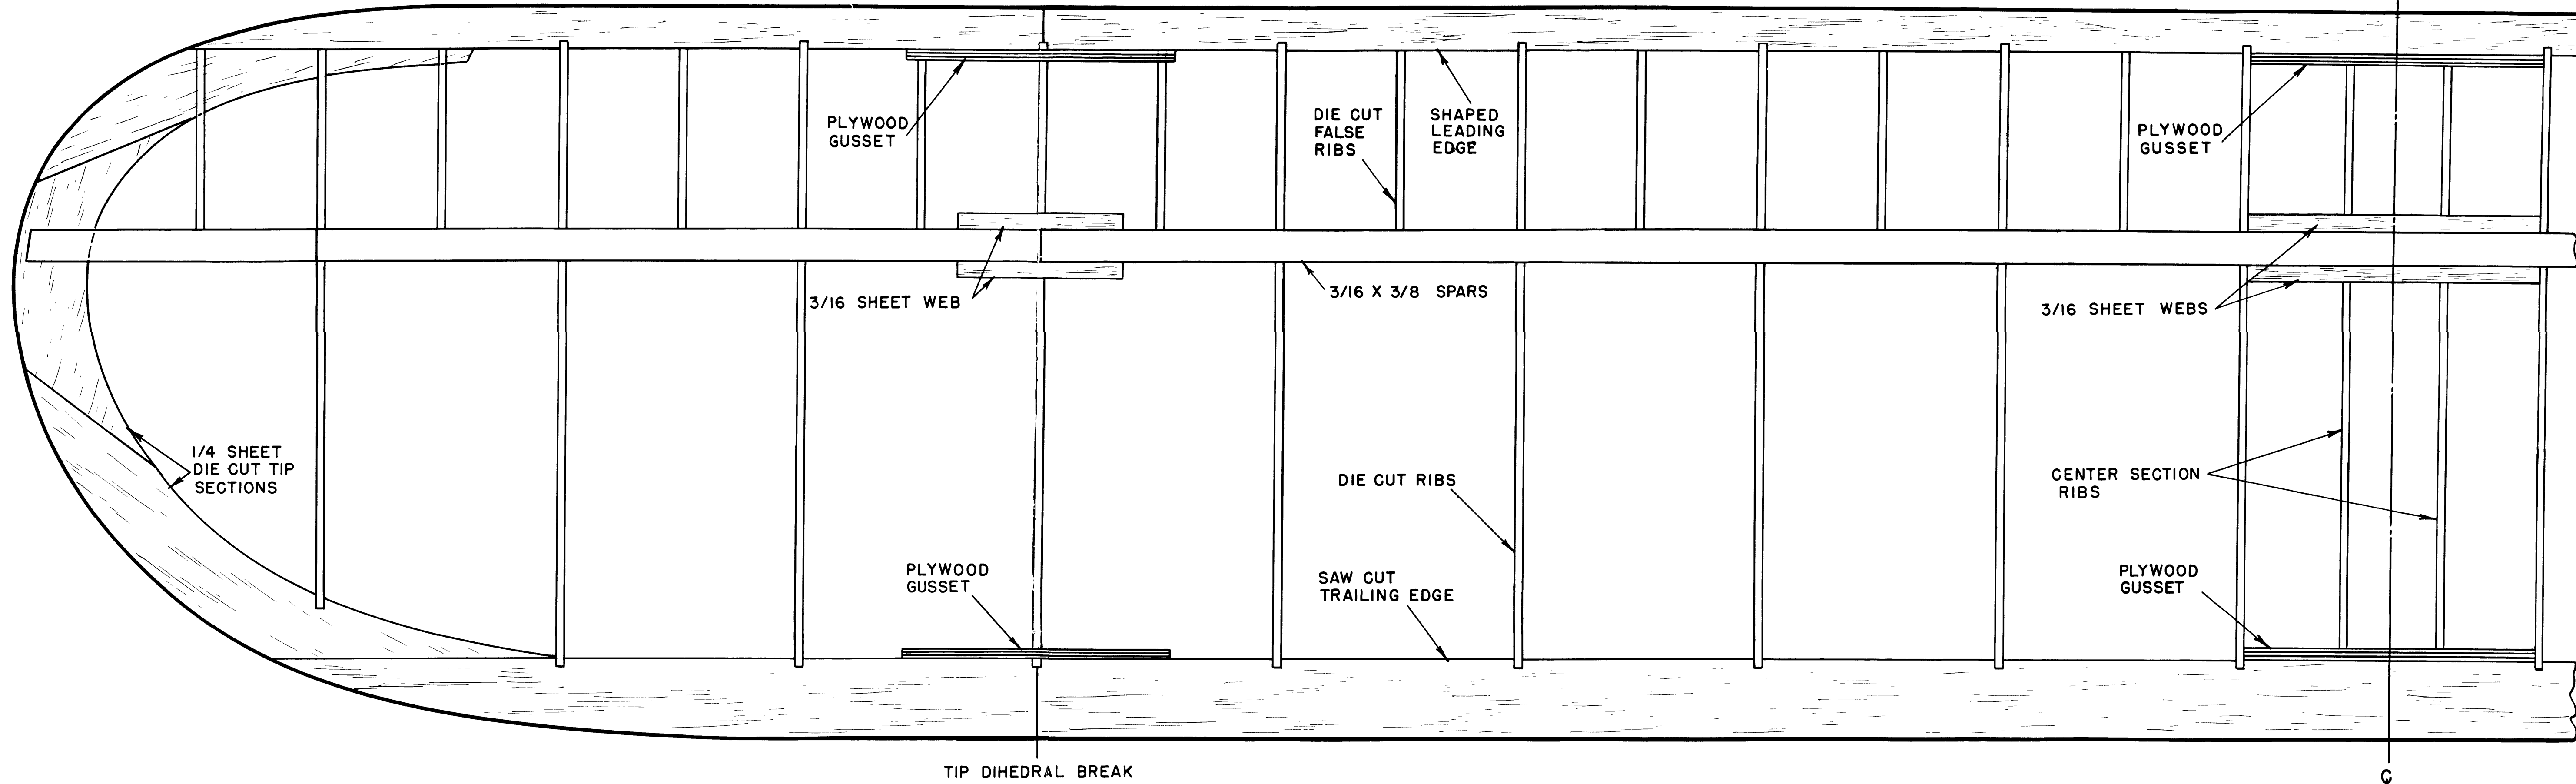 PLYWOOD
GUSSET
DIE CUT
FALSE
RIBS
SHAPED
LEADING
EDGE
PLYWOOD
GUSSET
3/16 SHEET WEB
3/16 X 3/8 SPARS
3/16 SHEET WEBS
1/4 SHEET
DIE CUT TIP
SECTIONS
DIE CUT RIBS
CENTER SECTION
RIBS
PLYWOOD
GUSSET
SAW CUT
TRAILING EDGE
PLYWOOD
GUSSET
TIP DIHEDRAL BREAK